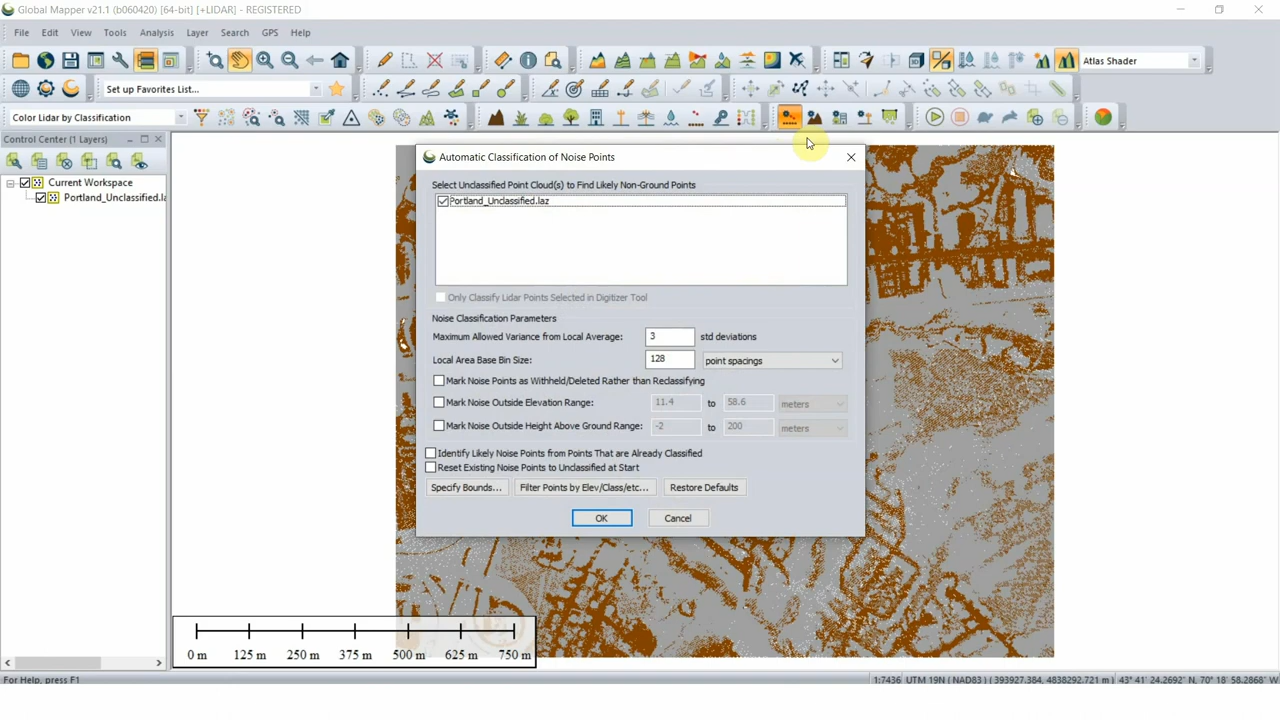 Global Mapper v21.1 (b060420) [64-bit] [+LIDAR] - REGISTERED
File Edit View Tools Analysis Layer Search GPS Help
Atlas Shader
Set up Favorites List...
Color Lidar by Classification
Control Center (1 Layers)
Current Workspace
Portland_Unclassified.la
Automatic Classification of Noise Points
Select Unclassified Point Cloud(s) to Find Likely Non-Ground Points
Portland_Unclassified.laz
Only Classify Lidar Points Selected in Digitizer Tool
Noise Classification Parameters
Maximum Allowed Variance from Local Average: 3 std deviations
Local Area Base Bin Size: 128 point spacings
Mark Noise Points as Withheld/Deleted Rather than Reclassifying
Mark Noise Outside Elevation Range: 11.4 to 58.6 meters
Mark Noise Outside Height Above Ground Range: -2 to 200 meters
Identify Likely Noise Points from Points That are Already Classified
Reset Existing Noise Points to Unclassified at Start
Specify Bounds... Filter Points by Elev/Class/etc... Restore Defaults
OK Cancel
0 m 125 m 250 m 375 m 500 m 625 m 750 m
For Help, press F1
1:7436 UTM 19N ( NAD83 ) ( 393927.384, 4838292.721 m ) 43° 41' 24.2692" N, 70° 18' 58.2868" W